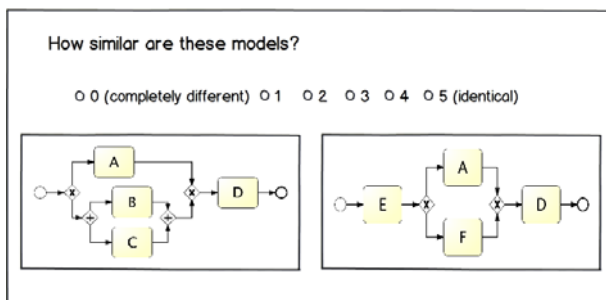 How similar are these models?
O 0 (completely different) O 1 O 2 O 3 O 4 O 5 (identical)
A
B
C
D
E
A
F
D